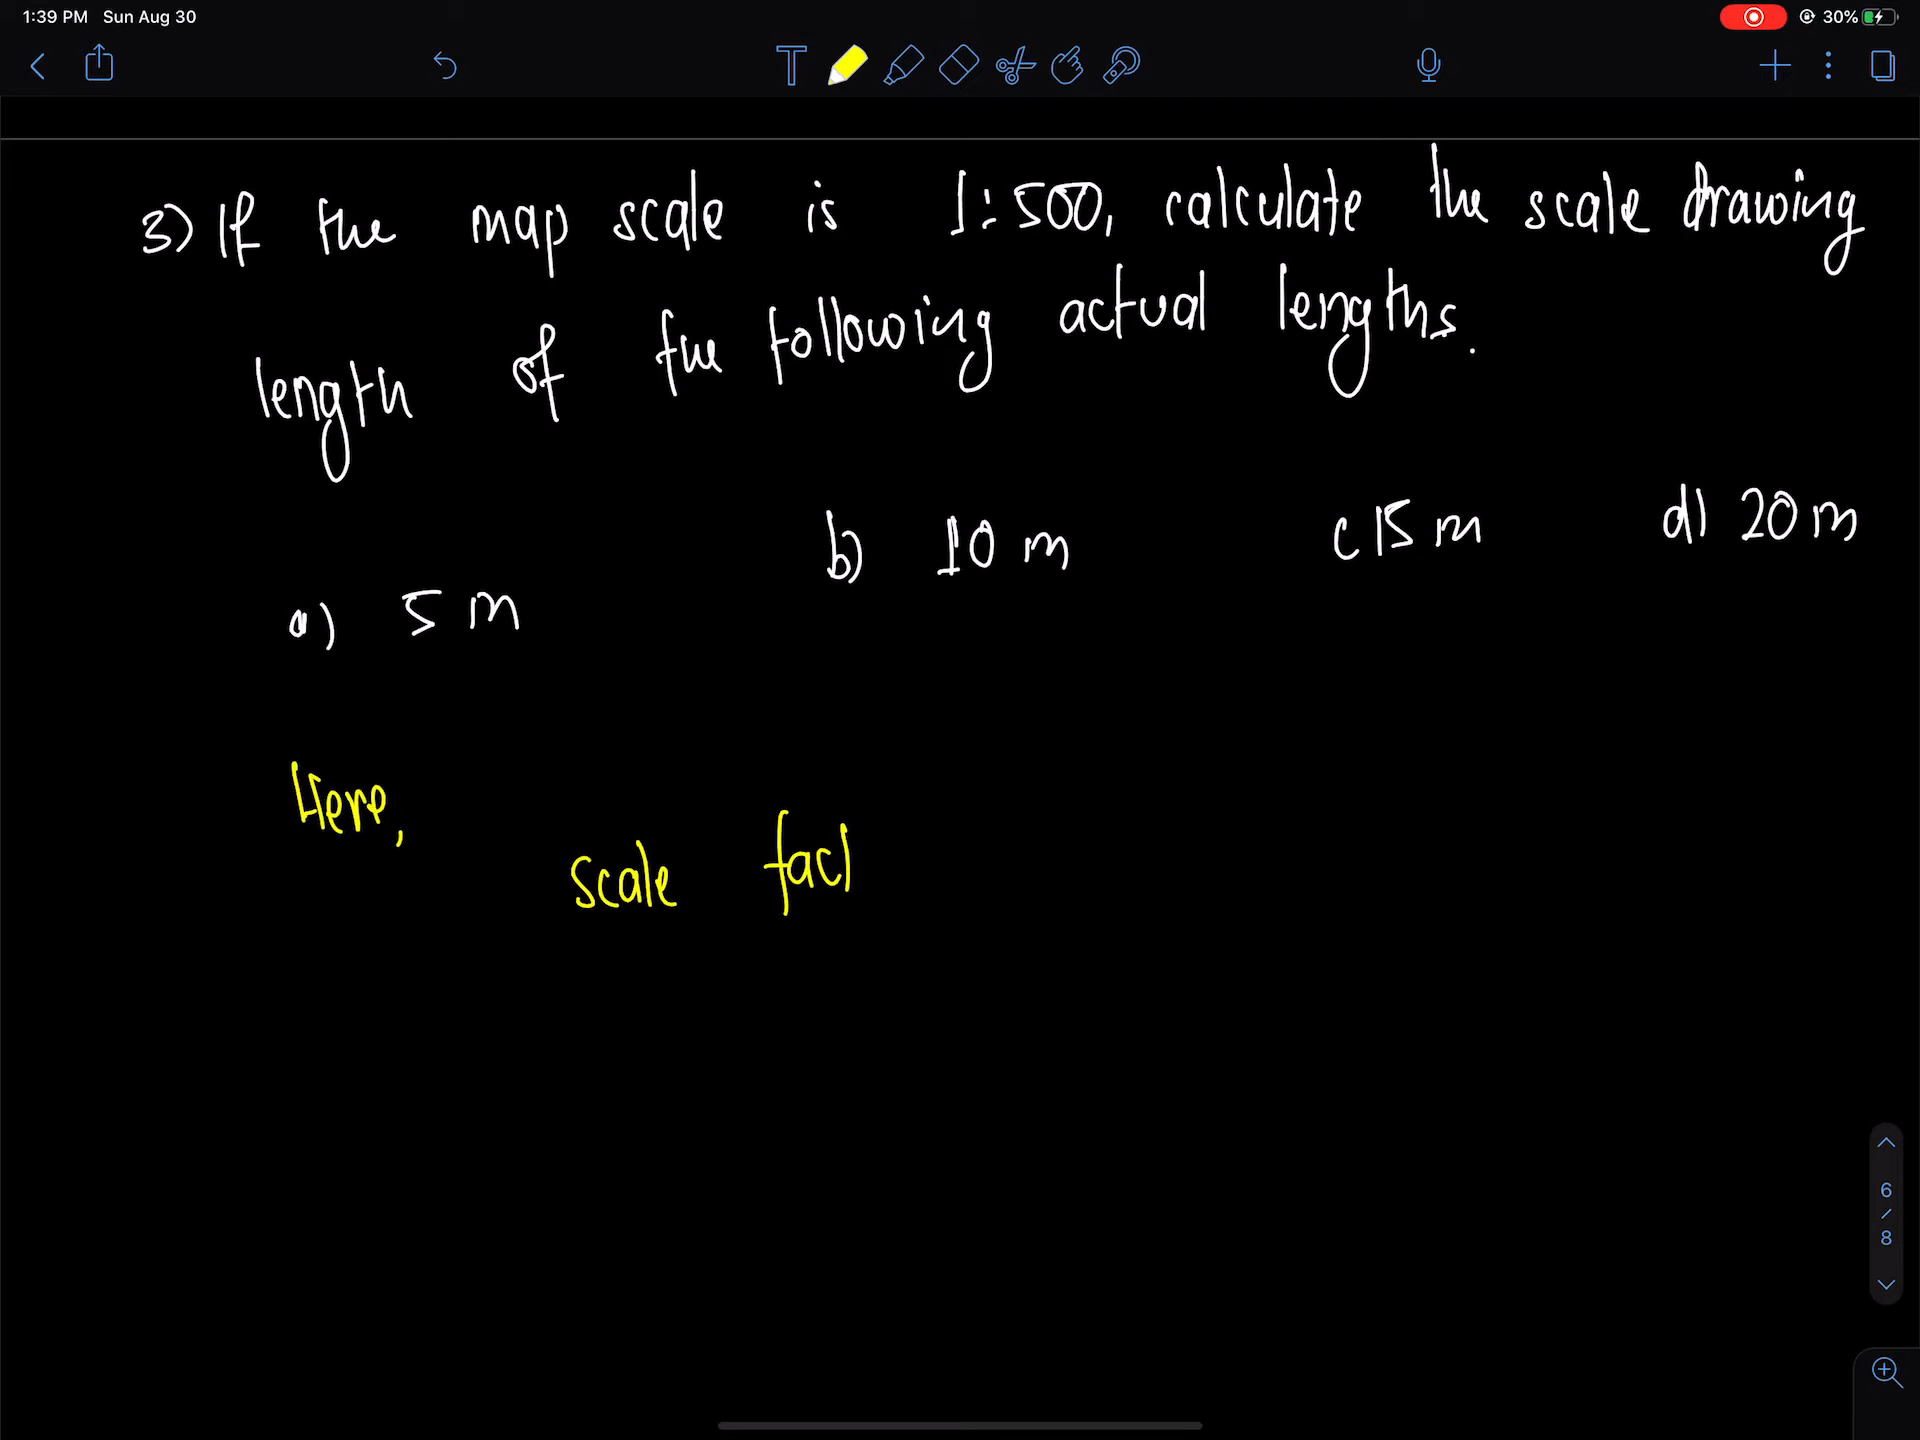 1:39 PM Sun Aug 30
30%
T
3) If the map scale is 1:500, calculate the scale drawing
length of the following actual lengths.
a) 5 m b) 10 m c 15 m d) 20 m
Here,
scale fact
6
/
8